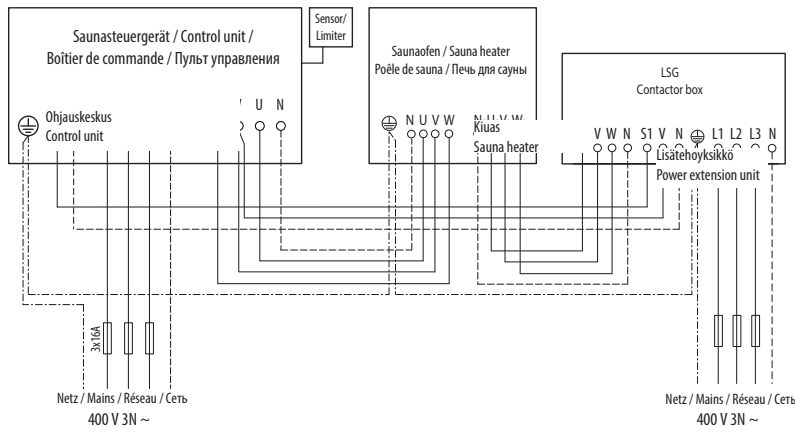 Saunasteuergerät / Control unit /
Boîtier de commande / Пульт управления
Sensor/
Limiter
Saunaofen / Sauna heater
Poêle de sauna / Печь для сауны
LSG
Contactor box
Ohjauskeskus
Control unit
U N
N U V W
Kiuas
Sauna heater
V W N S1 V N L1 L2 L3 N
Lisätehoyksikkö
Power extension unit
3x16A
Netz / Mains / Réseau / Сеть
400 V 3N ~
Netz / Mains / Réseau / Сеть
400 V 3N ~